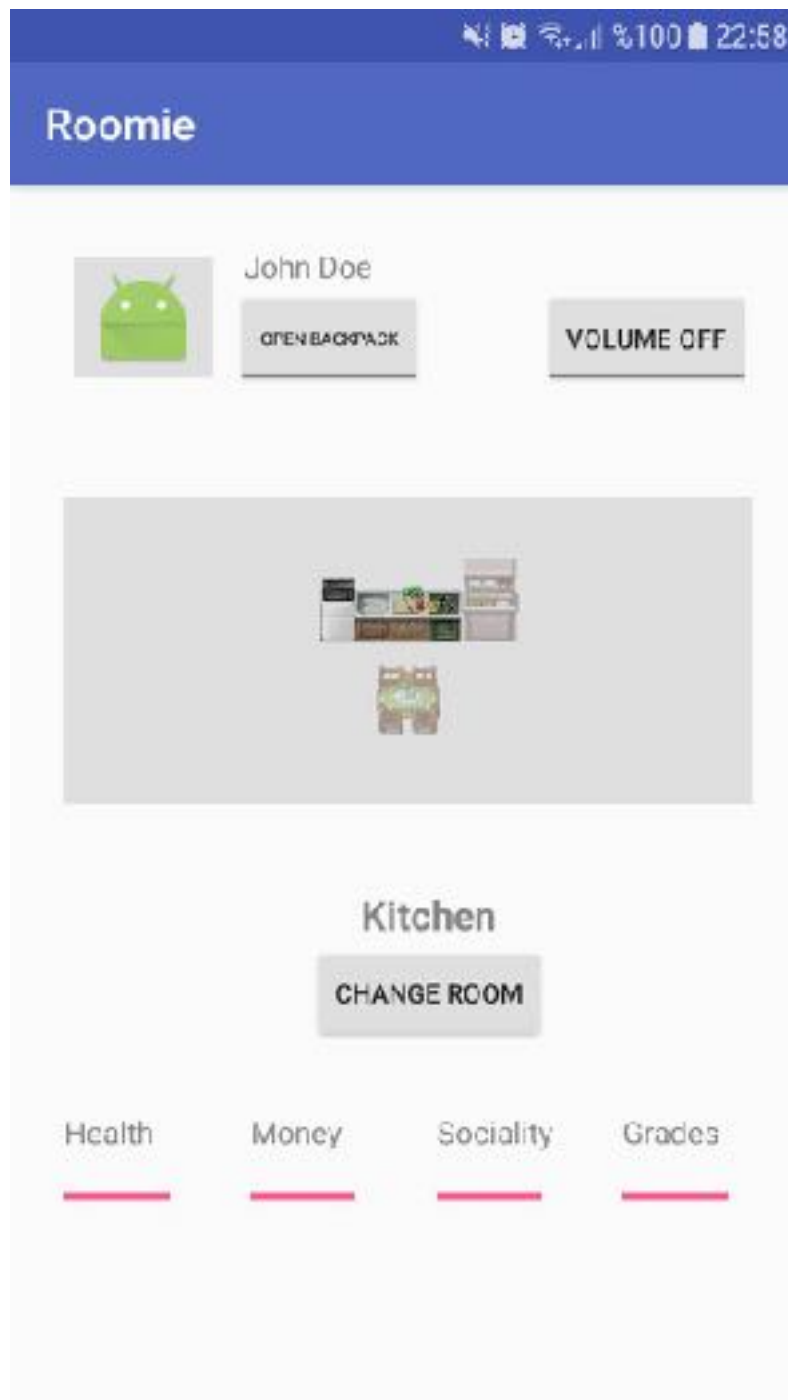 %100 22:58
Roomie
John Doe
OPEN BACKPACK
VOLUME OFF
Kitchen
CHANGE ROOM
Health Money Sociality Grades